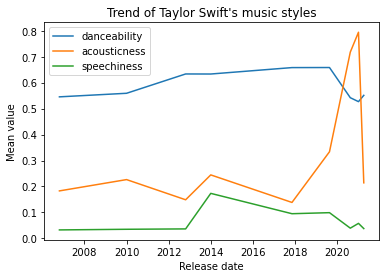 Trend of Taylor Swift's music styles
danceability
acousticness
speechiness
Mean value
0.8
0.7
0.6
0.5
0.4
0.3
0.2
0.1
0.0
2008 2010 2012 2014 2016 2018 2020
Release date